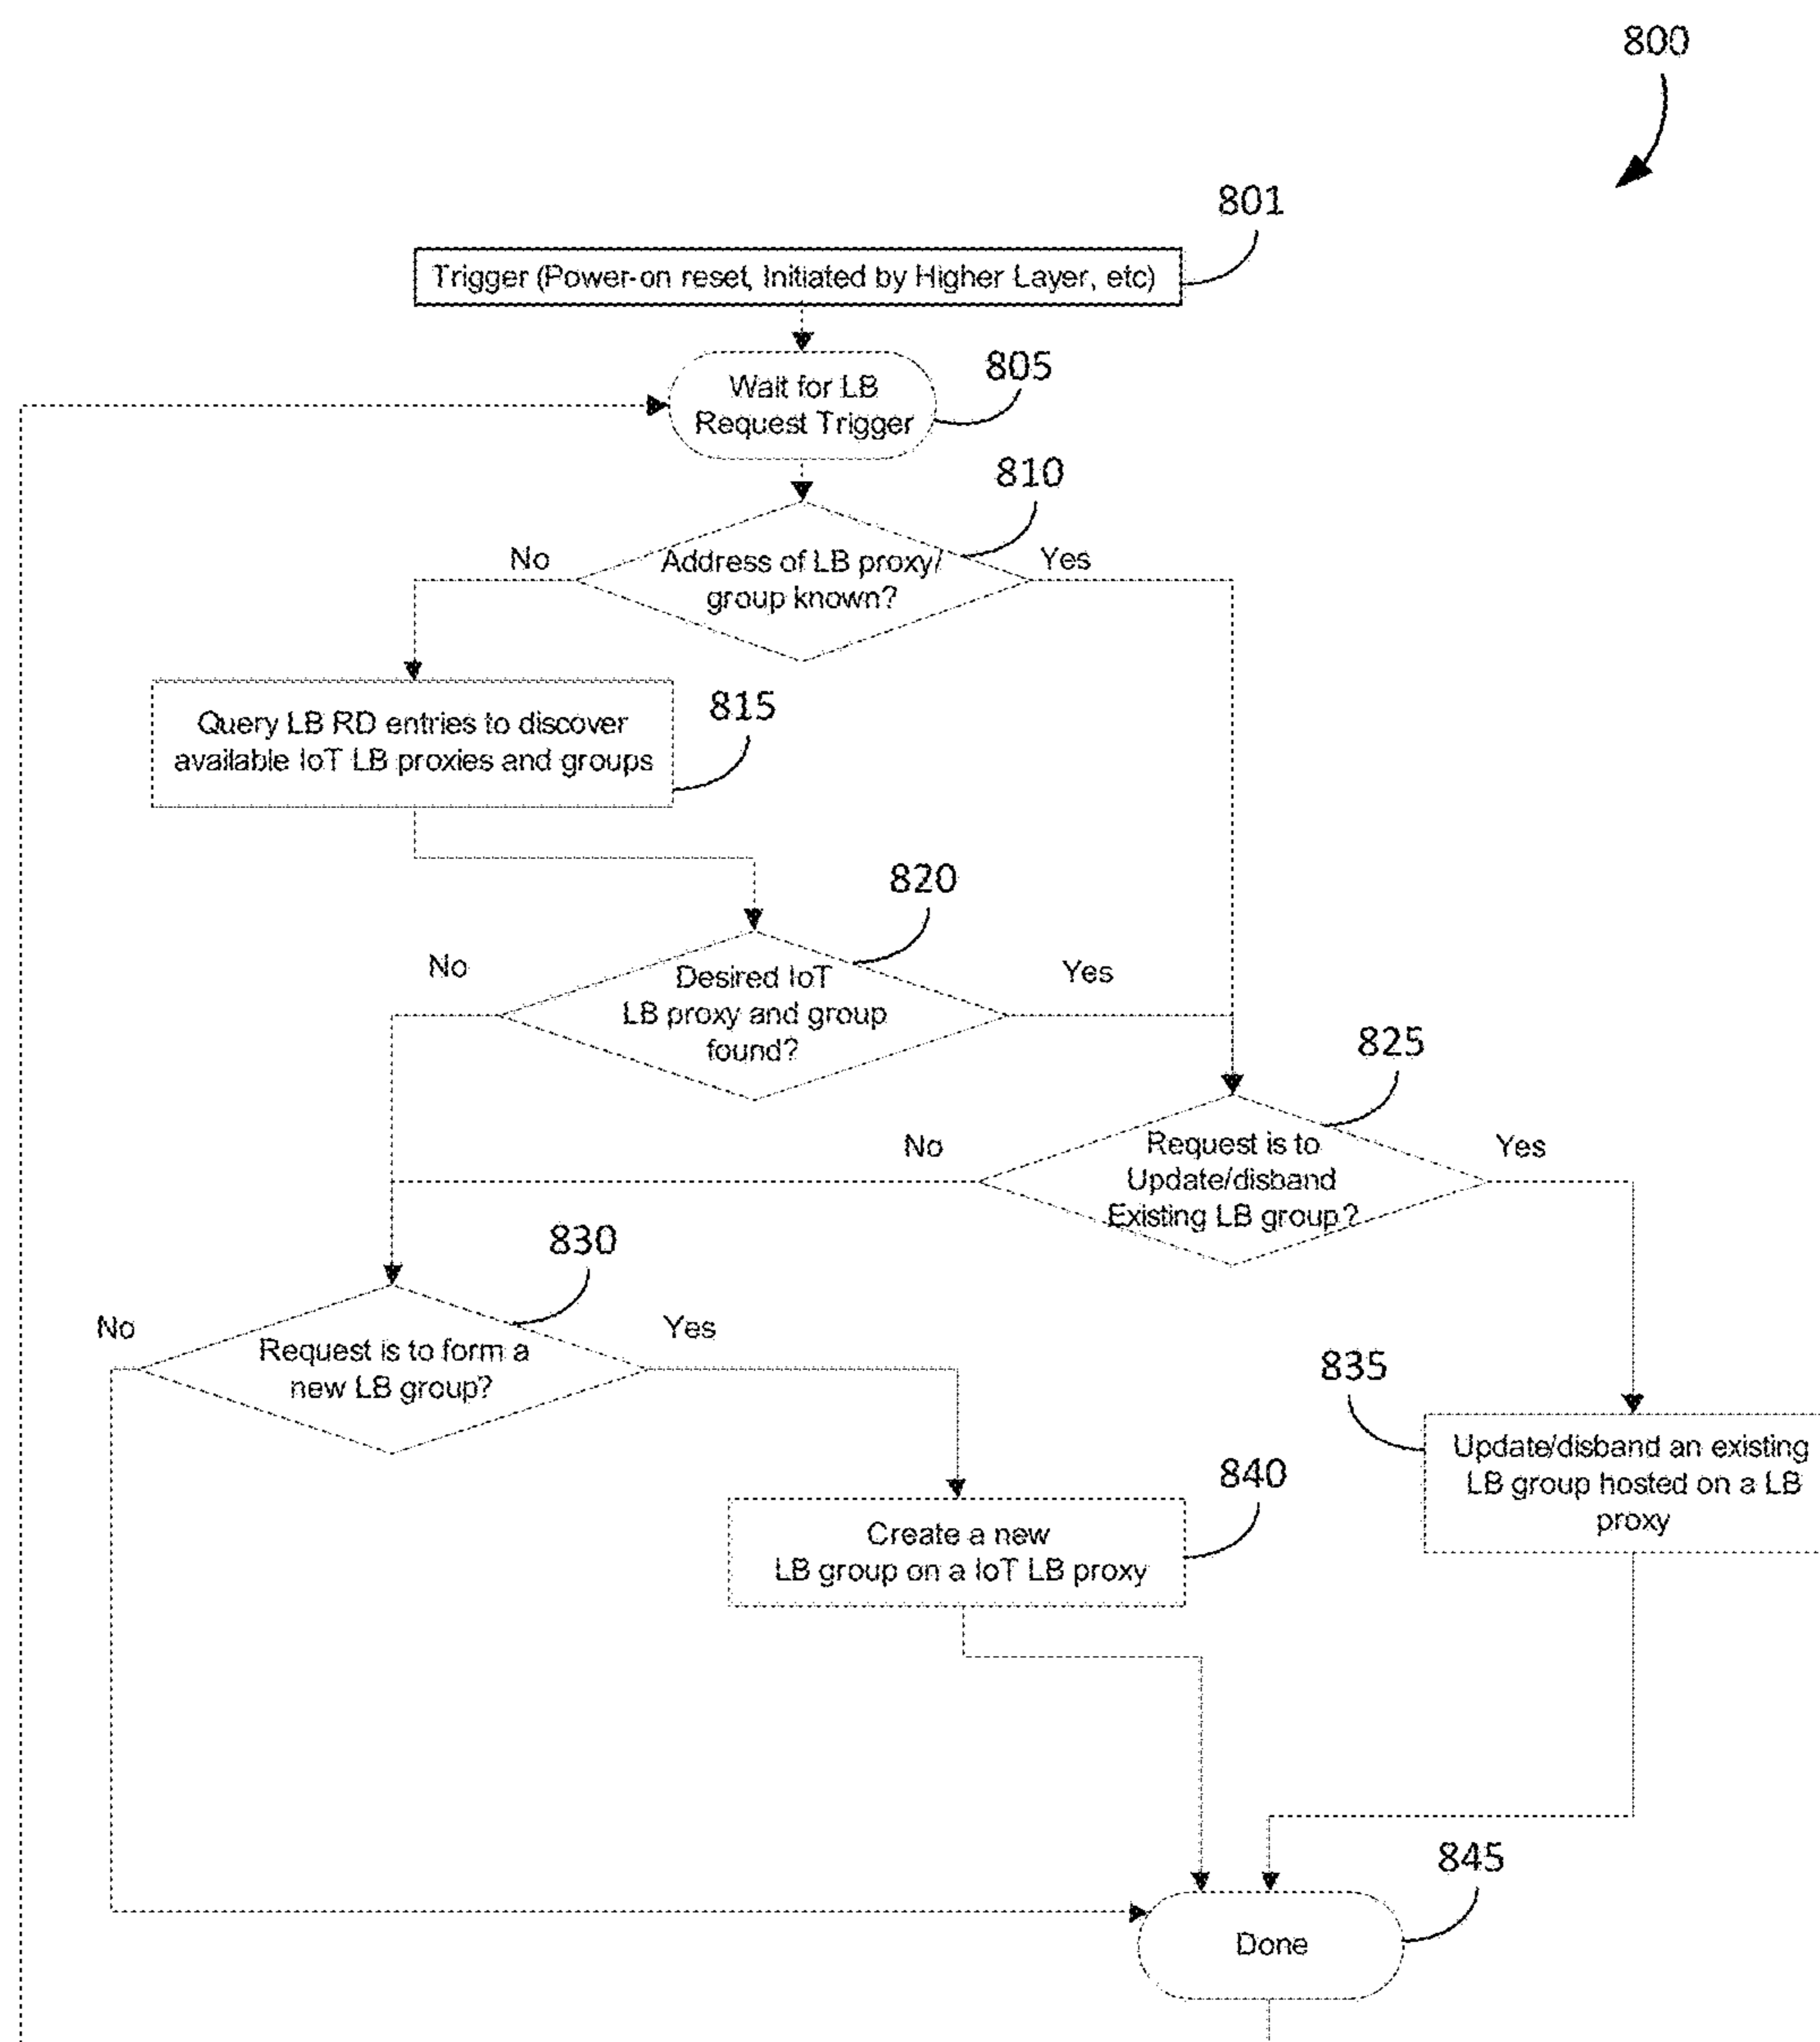 800
801
Trigger (Power-on reset, Initiated by Higher Layer, etc)
Wait for LB
Request Trigger
805
810
No
Address of LB proxy/
group known?
Yes
Query LB RD entries to discover
available IoT LB proxies and groups
815
820
No
Desired IoT
LB proxy and group
found?
Yes
825
No
Request is to
Update/disband
Existing LB group?
Yes
830
No
Request is to form a
new LB group?
Yes
835
Update/disband an existing
LB group hosted on a LB
proxy
840
Create a new
LB group on a IoT LB proxy
845
Done